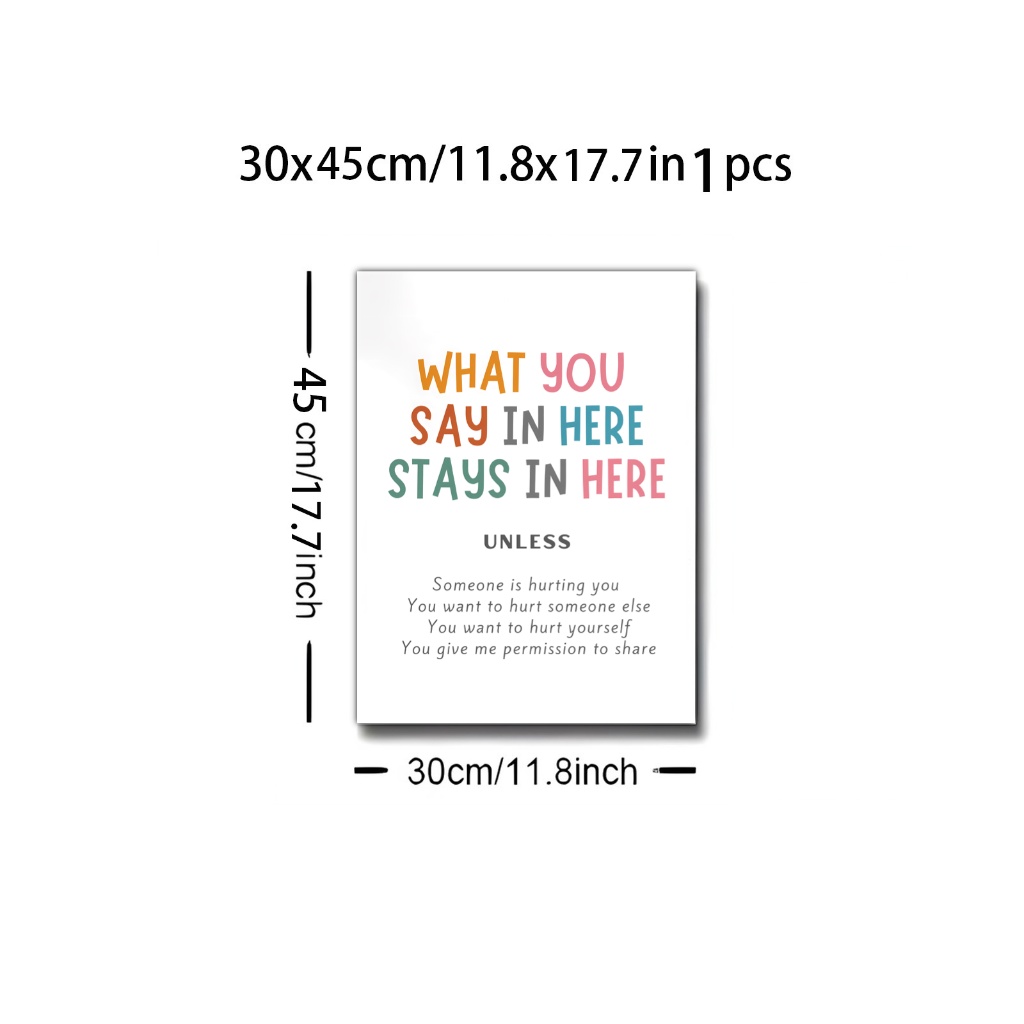 30x45cm/11.8x17.7in 1 pcs
45 cm/17.7inch
WHAT YOU
SAY IN HERE
STAYS IN HERE
UNLESS
Someone is hurting you
You want to hurt someone else
You want to hurt yourself
You give me permission to share
30cm/11.8inch